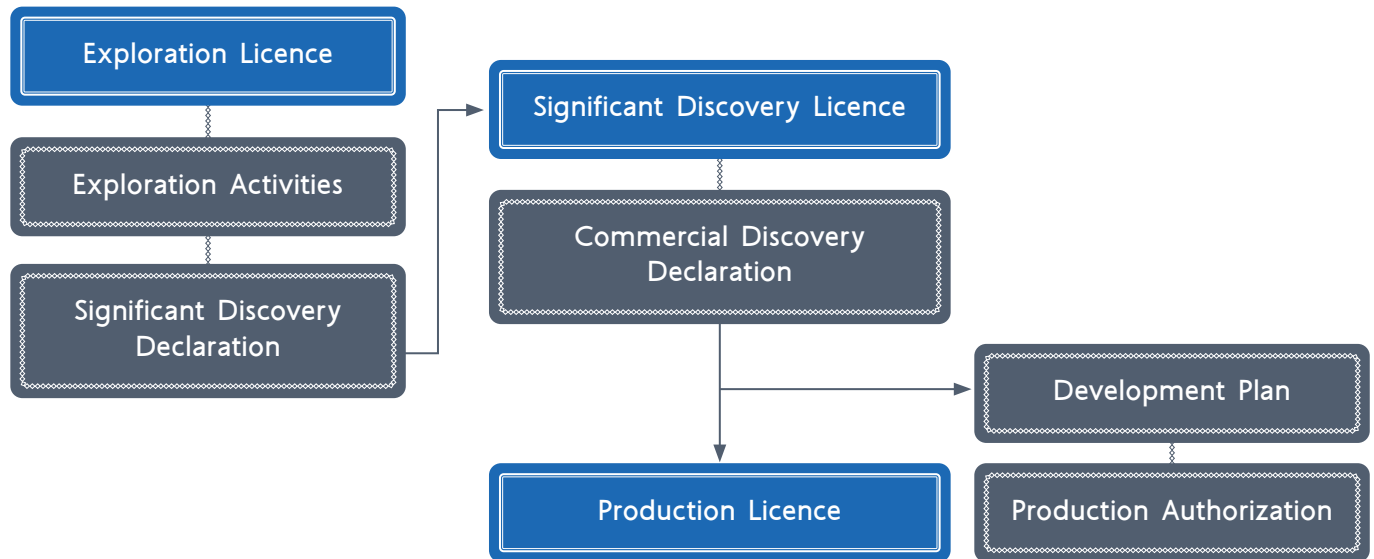 Exploration Licence
Exploration Activities
Significant Discovery
Declaration
Significant Discovery Licence
Commercial Discovery
Declaration
Production Licence
Development Plan
Production Authorization